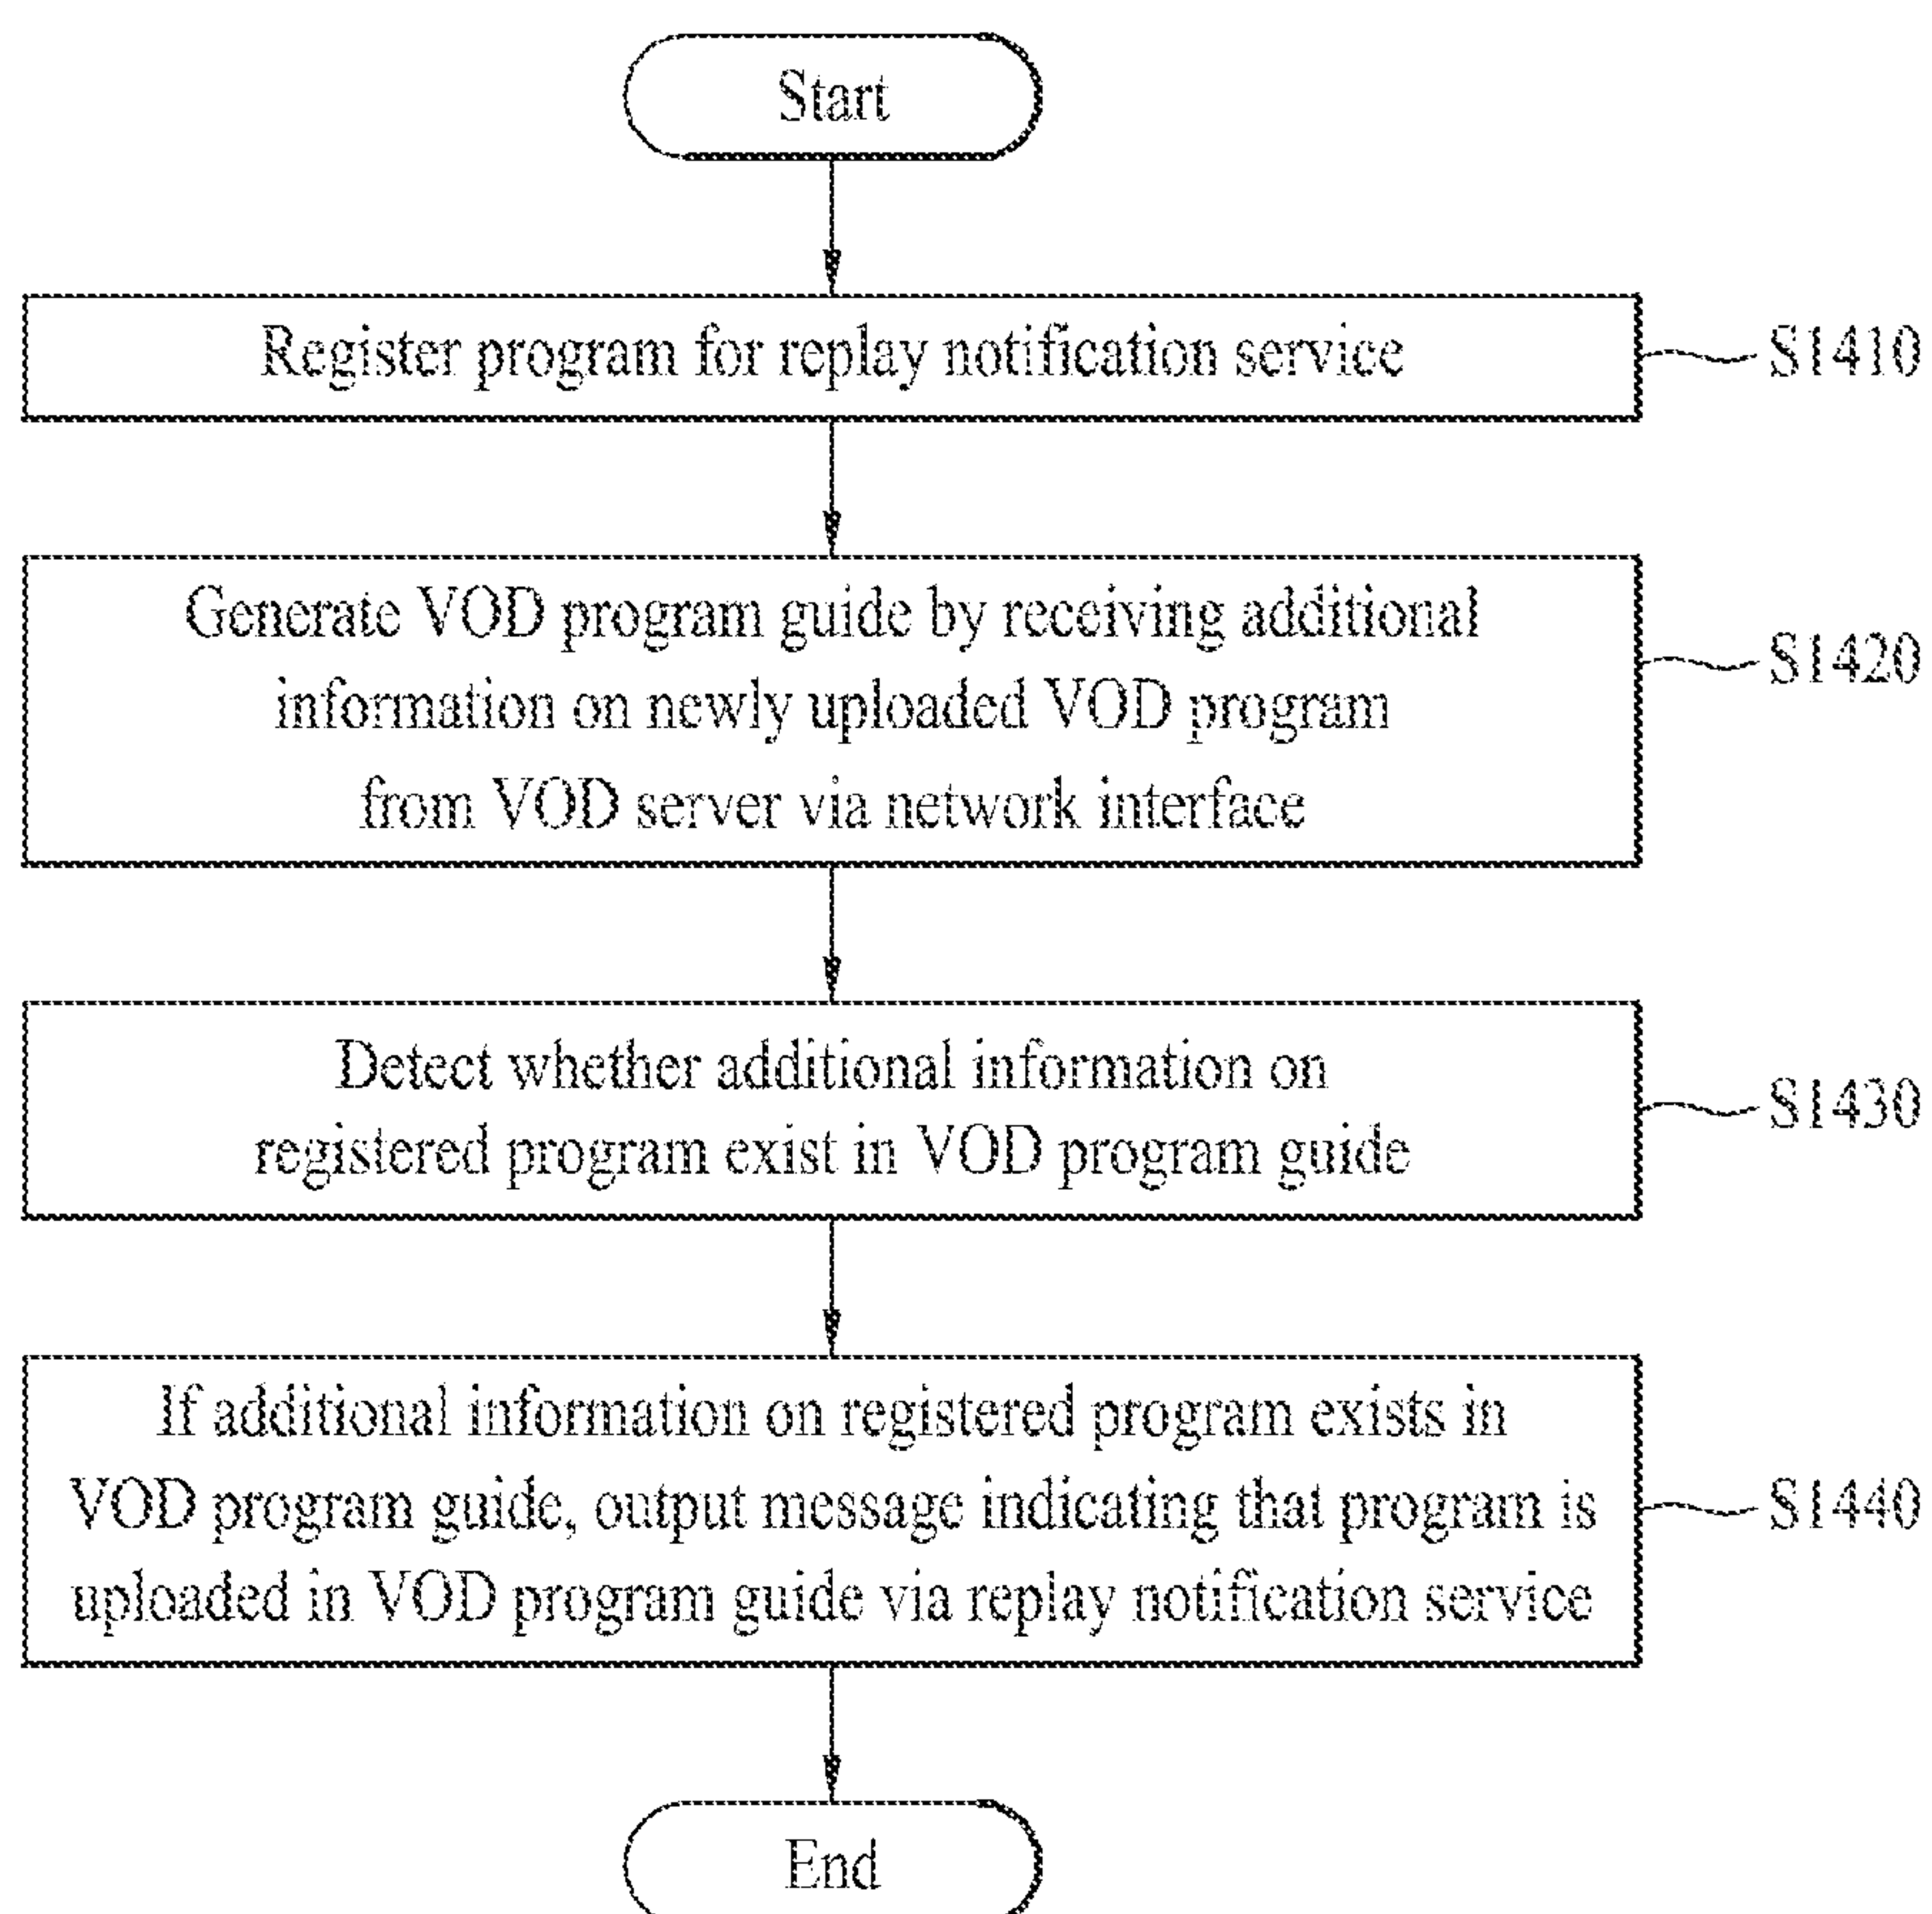 Start
Register program for replay notification service
S1410
Generate VOD program guide by receiving additional
information on newly uploaded VOD program
from VOD server via network interface
S1420
Detect whether additional information on
registered program exist in VOD program guide
S1430
If additional information on registered program exists in
VOD program guide, output message indicating that program is
uploaded in VOD program guide via replay notification service
S1440
End